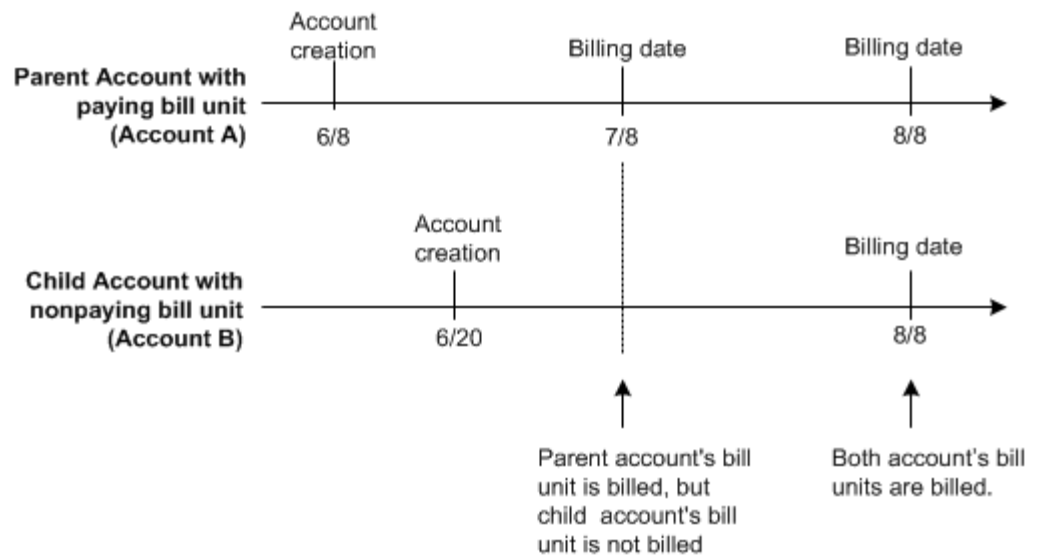 Account
creation
Billing date
Billing date
Parent Account with
paying bill unit
(Account A)
6/8
7/8
8/8
Account
creation
Billing date
Child Account with
nonpaying bill unit
(Account B)
6/20
8/8
Parent account's bill
unit is billed, but
child account's bill
unit is not billed
Both account's bill
units are billed.